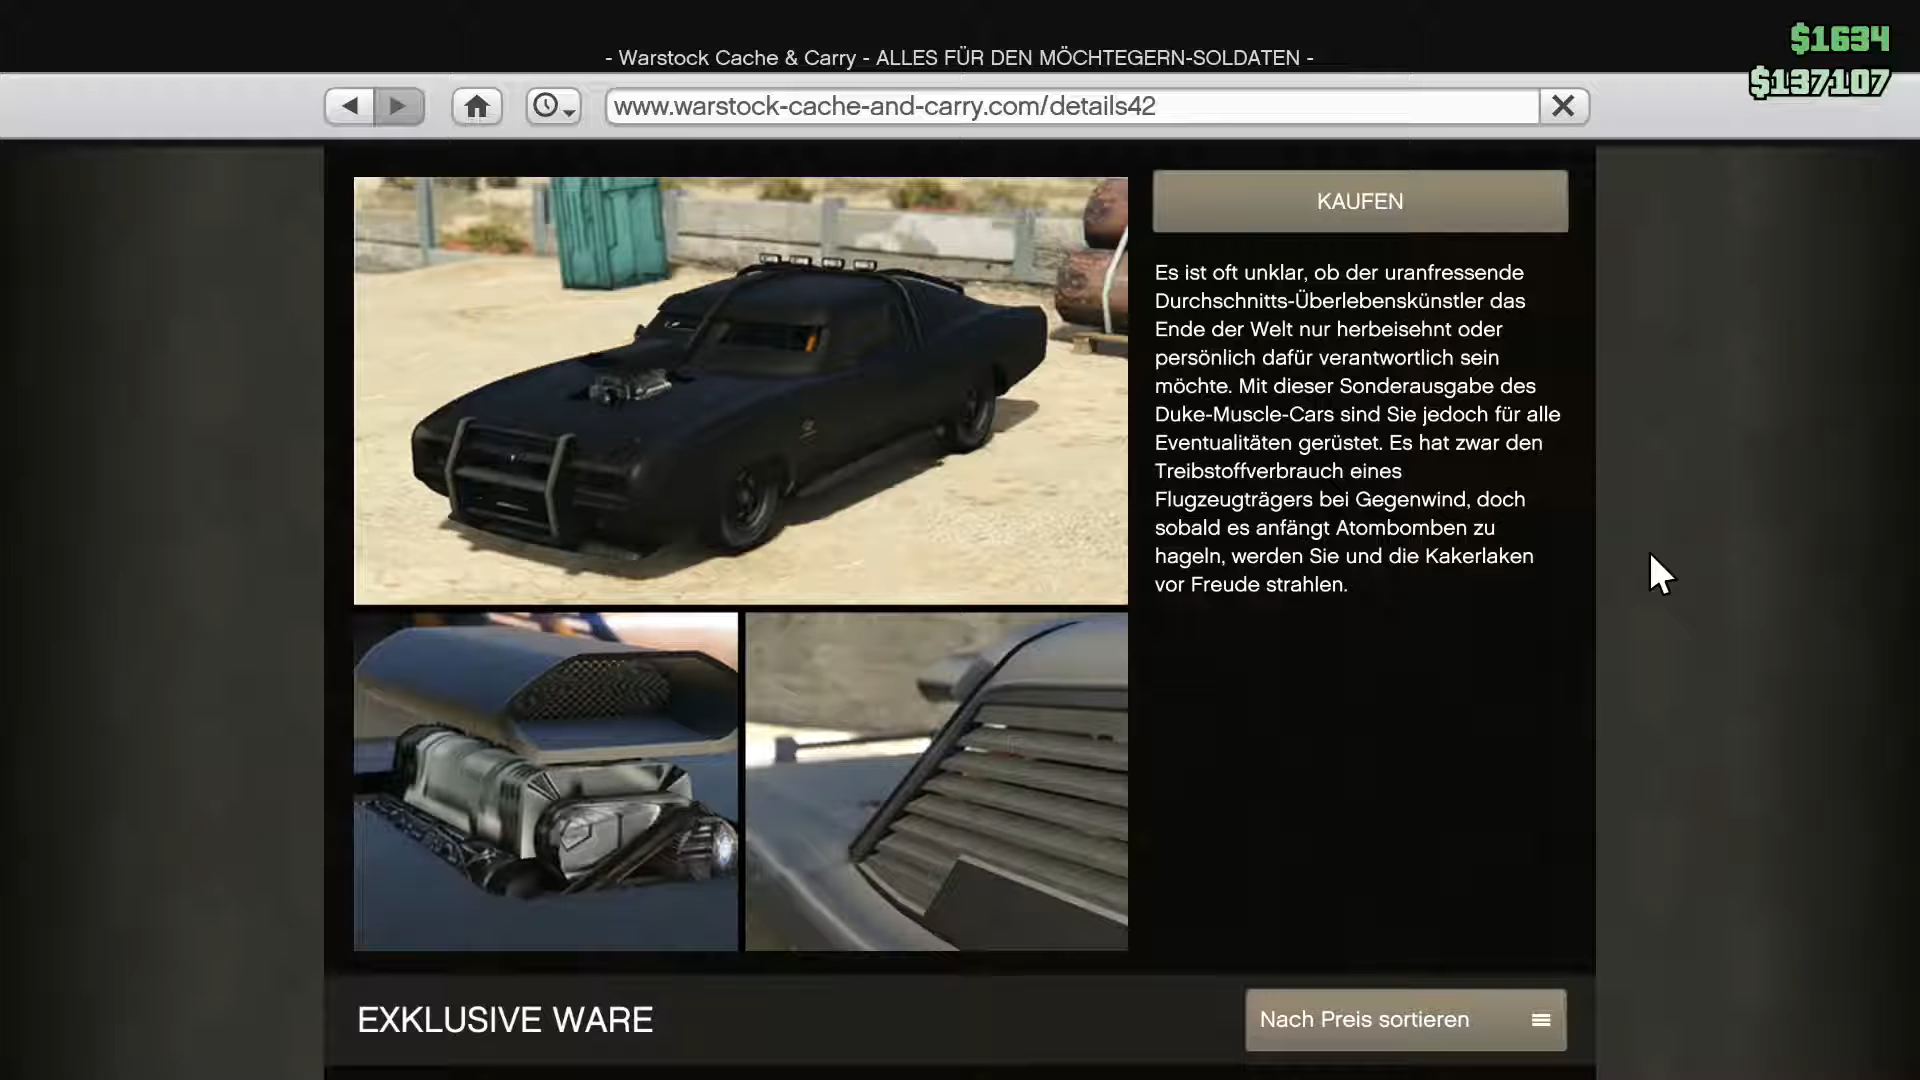 $1634
- Warstock Cache & Carry - ALLES FÜR DEN MÖCHTEGERN-SOLDATEN -
$137107
www.warstock-cache-and-carry.com/details42
KAUFEN
Es ist oft unklar, ob der uranfressende
Durchschnitts-Überlebenskünstler das
Ende der Welt nur herbeisehnt oder
persönlich dafür verantwortlich sein
möchte. Mit dieser Sonderausgabe des
Duke-Muscle-Cars sind Sie jedoch für alle
Eventualitäten gerüstet. Es hat zwar den
Treibstoffverbrauch eines
Flugzeugträgers bei Gegenwind, doch
sobald es anfängt Atombomben zu
hageln, werden Sie und die Kakerlaken
vor Freude strahlen.
EXKLUSIVE WARE
Nach Preis sortieren